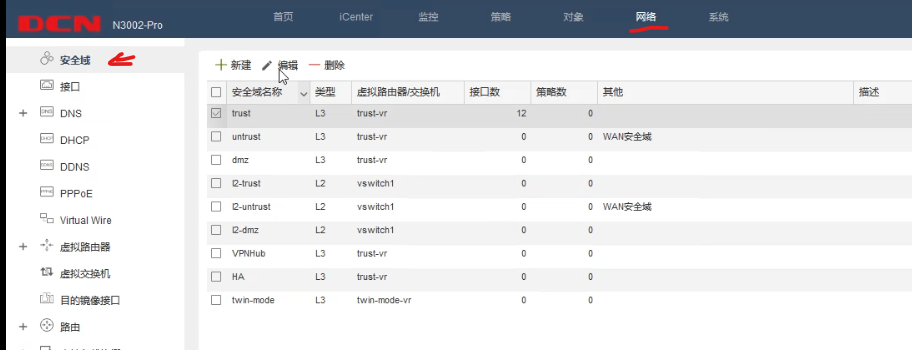 DCN N3002-Pro 首页 iCenter 监控 策略 对象 网络 系统
安全域
接口
DNS
DHCP
DDNS
PPPoE
Virtual Wire
虚拟路由器
虚拟交换机
目的镜像接口
路由
新建 编辑 删除
安全域名称 类型 虚拟路由器/交换机 接口数 策略数 其他 描述
trust L3 trust-vr 12 0
untrust L3 trust-vr 0 0 WAN安全域
dmz L3 trust-vr 0 0
l2-trust L2 vswitch1 0 0
l2-untrust L2 vswitch1 0 0 WAN安全域
l2-dmz L2 vswitch1 0 0
VPNHub L3 trust-vr 0 0
HA L3 trust-vr 0 0
twin-mode L3 twin-mode-vr 0 0